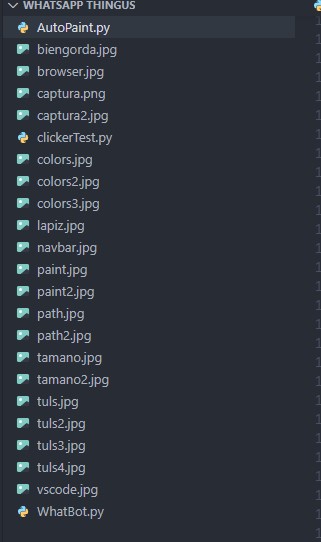 WHATSAPP THINGUS
AutoPaint.py
biengorda.jpg
browser.jpg
captura.png
captura2.jpg
clickerTest.py
colors.jpg
colors2.jpg
colors3.jpg
lapiz.jpg
navbar.jpg
paint.jpg
paint2.jpg
path.jpg
path2.jpg
tamano.jpg
tamano2.jpg
tuls.jpg
tuls2.jpg
tuls3.jpg
tuls4.jpg
vscode.jpg
WhatBot.py